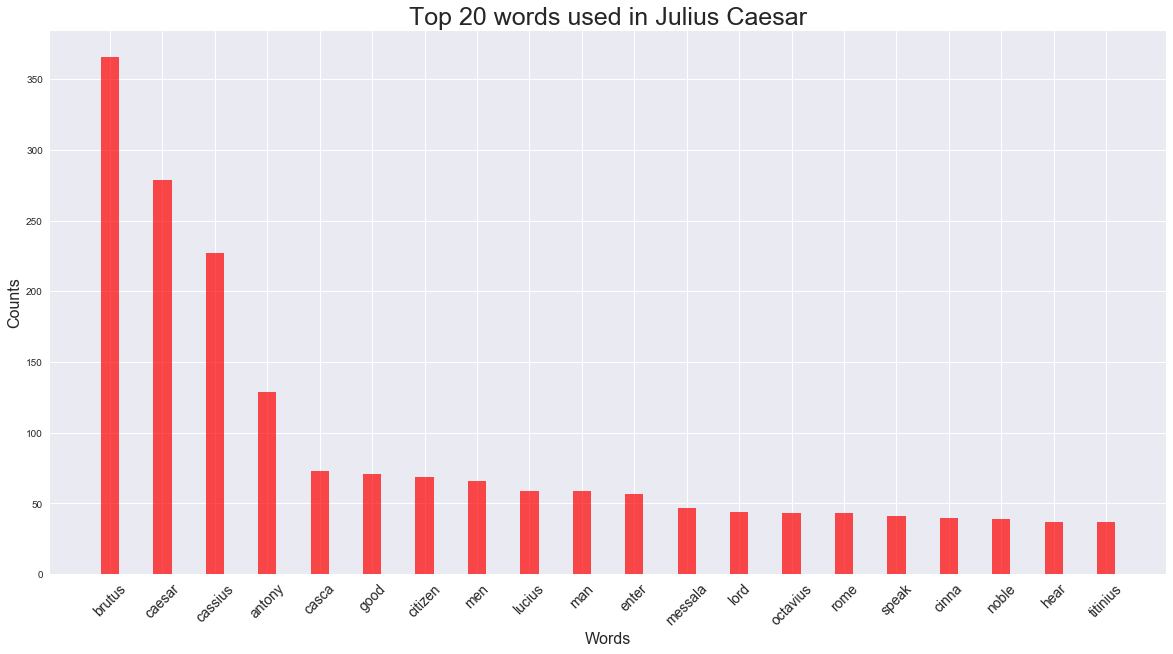 Top 20 words used in Julius Caesar
Counts
350
300
250
200
150
100
50
0
brutus
caesar
cassius
antony
casca
good
citizen
men
lucius
man
enter
messala
lord
octavius
rome
speak
cinna
noble
hear
titinius
Words